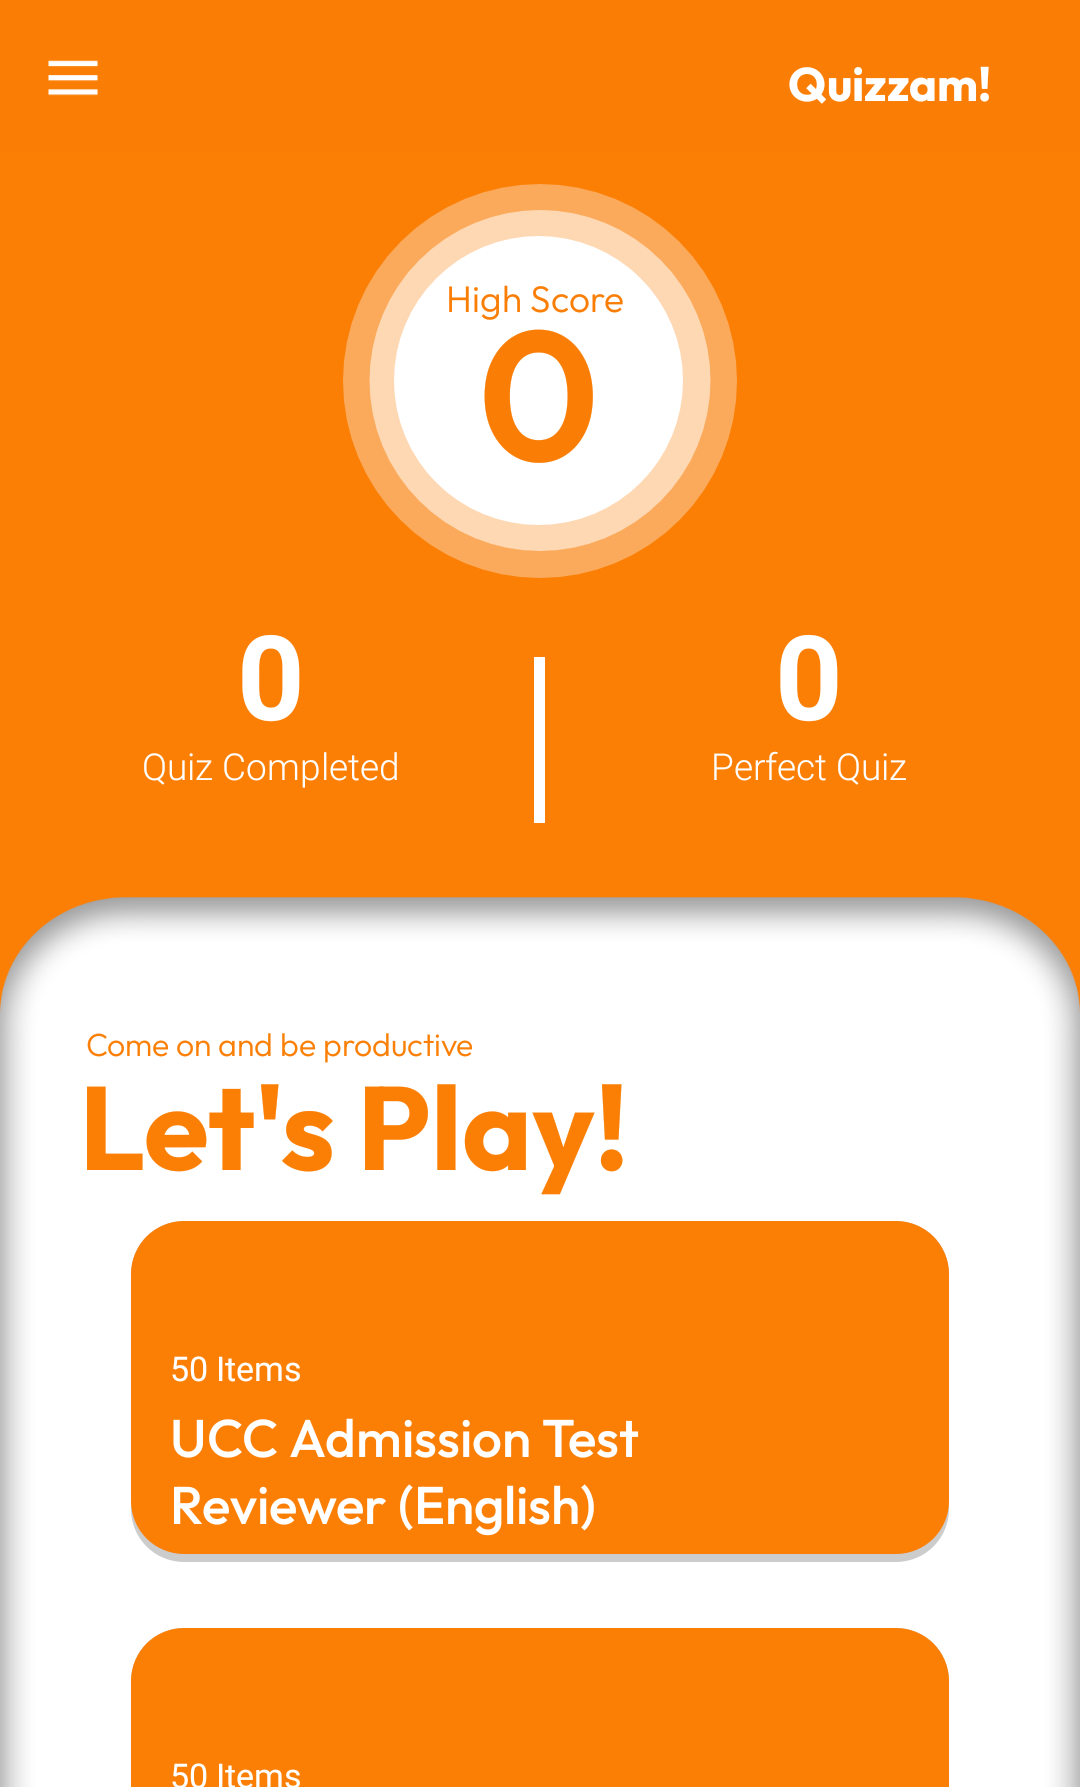 Quizzam!
High Score
0
0
Quiz Completed
0
Perfect Quiz
Come on and be productive
Let's Play!
50 Items
UCC Admission Test
Reviewer (English)
50 Items